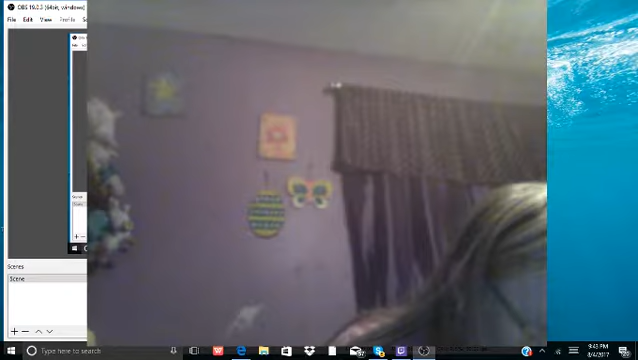 OBS 19.0.3 (64bit, windows)
File Edit View Profile
Scenes
Scene
Type here to search
9:43 PM
8/4/2017